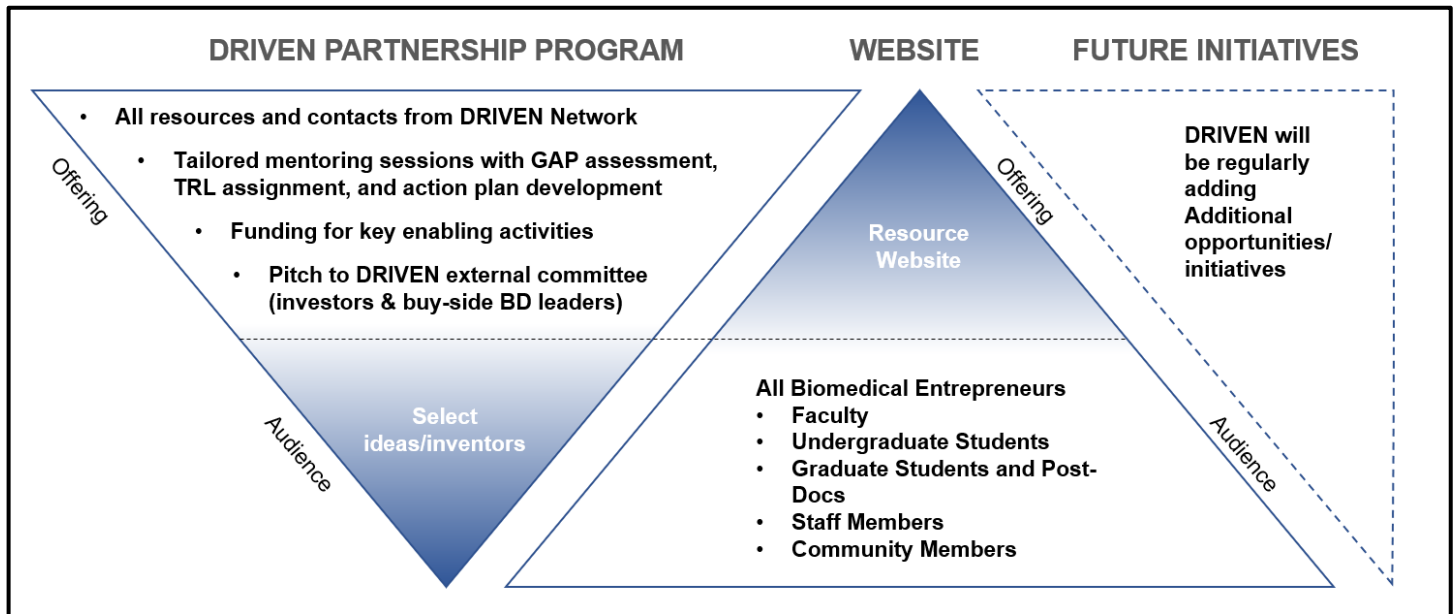 DRIVEN PARTNERSHIP PROGRAM
WEBSITE
FUTURE INITIATIVES
• All resources and contacts from DRIVEN Network
• Tailored mentoring sessions with GAP assessment,
TRL assignment, and action plan development
• Funding for key enabling activities
• Pitch to DRIVEN external committee
(investors & buy-side BD leaders)
Offering
Select
ideas/inventors
Audience
Resource
Website
Offering
All Biomedical Entrepreneurs
• Faculty
• Undergraduate Students
• Graduate Students and Post-
Docs
• Staff Members
• Community Members
Audience
DRIVEN will
be regularly
adding
Additional
opportunities/
initiatives